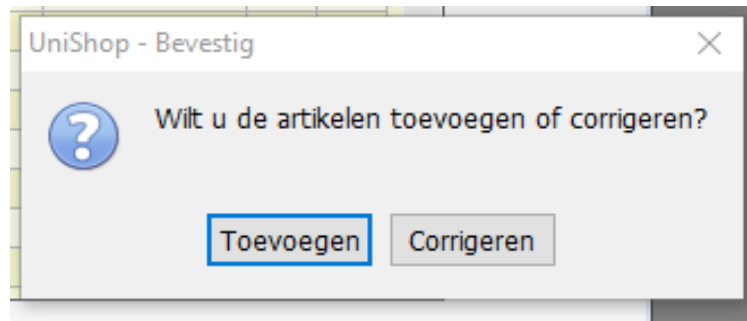 UniShop - Bevestig
Wilt u de artikelen toevoegen of corrigeren?
Toevoegen
Corrigeren